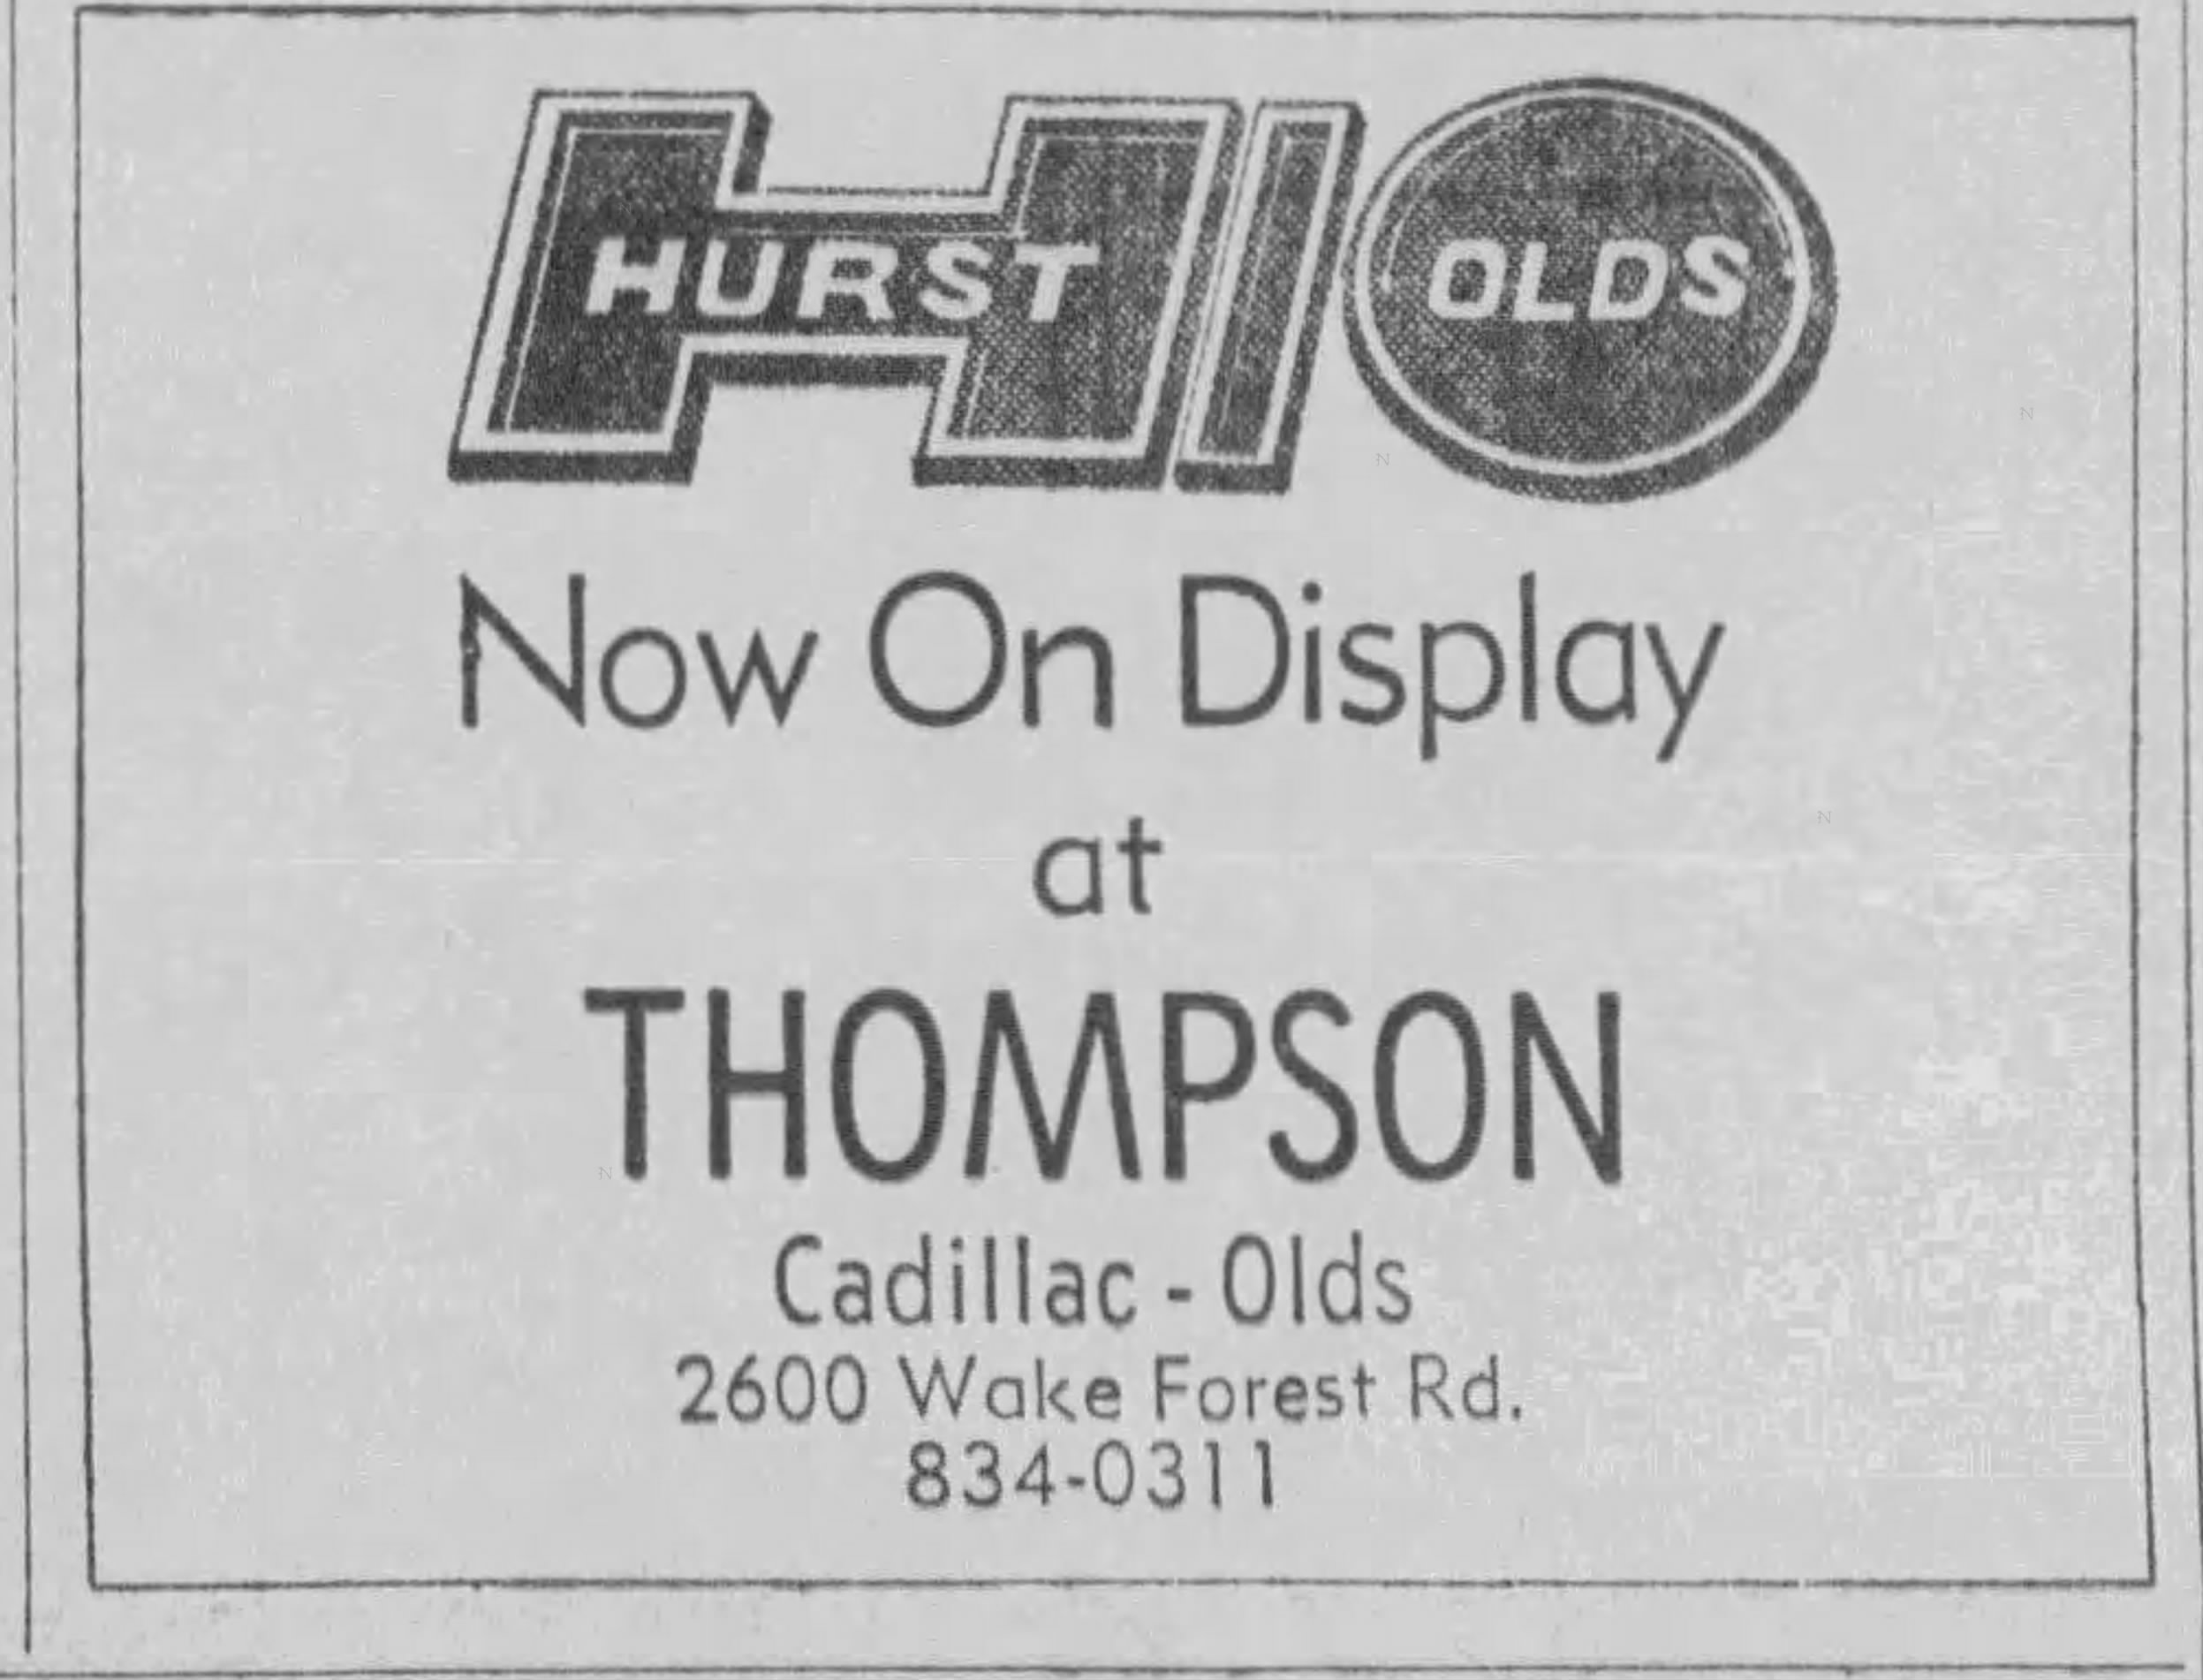 HURST OLDS
Now On Display
at
THOMPSON
Cadillac - Olds
2600 Wake Forest Rd.
834-0311